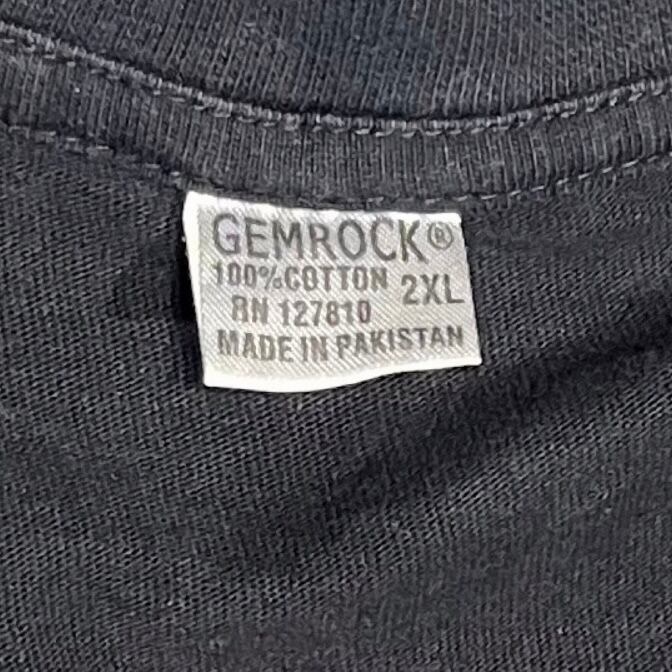 GEMROCK®
100%COTTON 2XL
RN 127810
MADE IN PAKISTAN